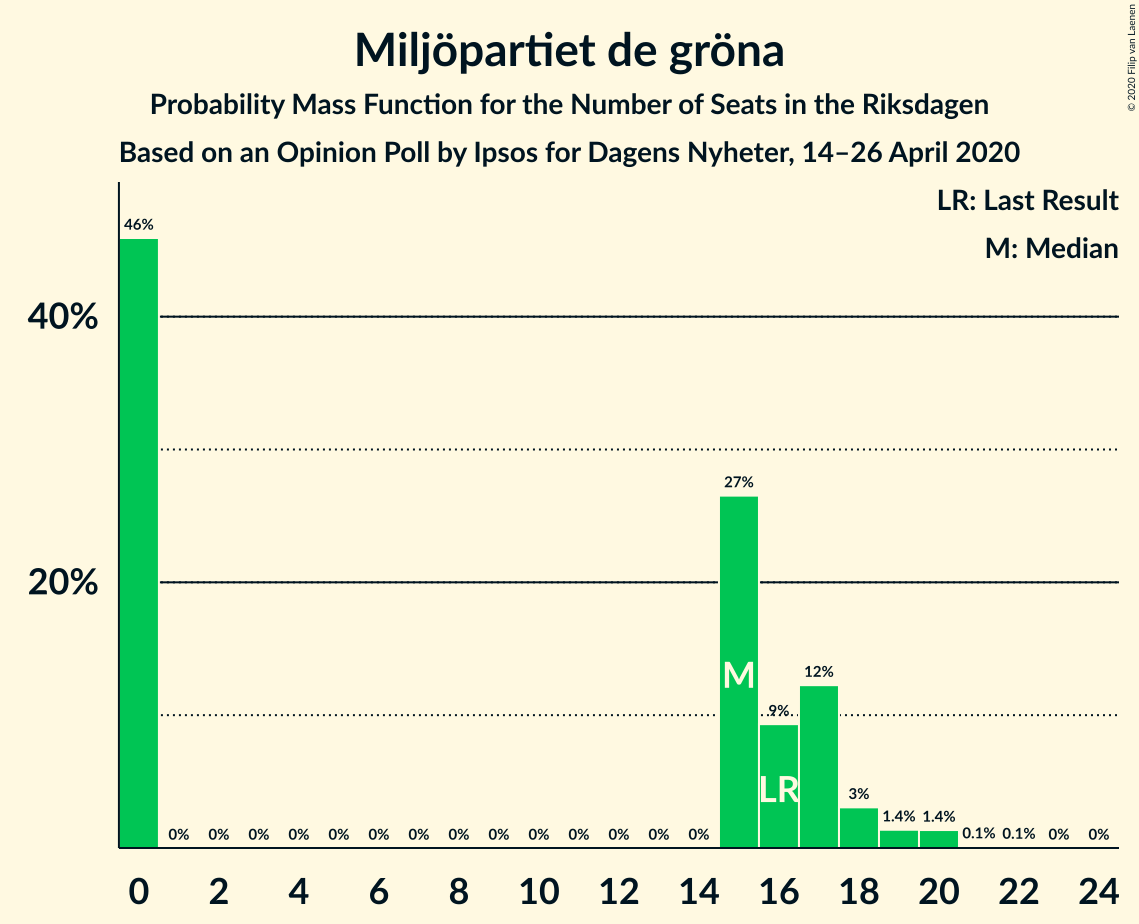 © 2020 Filip van Laenen
Miljöpartiet de gröna
Probability Mass Function for the Number of Seats in the Riksdagen
Based on an Opinion Poll by Ipsos for Dagens Nyheter, 14–26 April 2020
LR: Last Result
M: Median
46%
40%
27%
20%
M
12%
9%
LR
3%
0% 0% 0% 0% 0% 0% 0% 0% 0% 0% 0% 0% 0% 0% 1.4% 1.4% 0.1% 0.1% 0% 0%
0 2 4 6 8 10 12 14 16 18 20 22 24